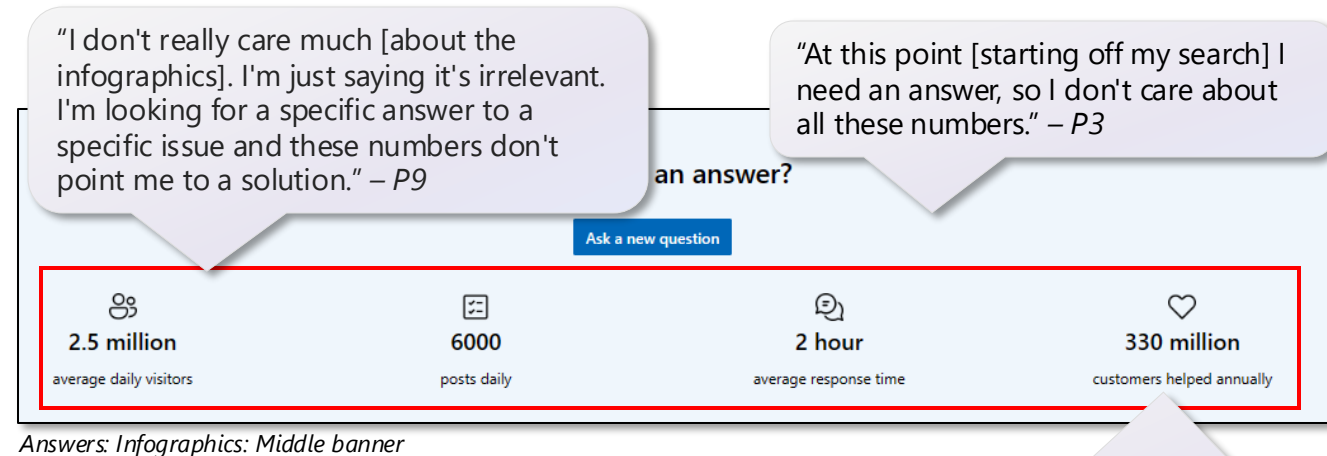 “I don't really care much [about the
infographics]. I'm just saying it's irrelevant.
I'm looking for a specific answer to a
specific issue and these numbers don't
point me to a solution.” – P9
“At this point [starting off my search] I
need an answer, so I don't care about
all these numbers.” – P3
an answer?
Ask a new question
2.5 million
average daily visitors
6000
posts daily
2 hour
average response time
330 million
customers helped annually
Answers: Infographics: Middle banner